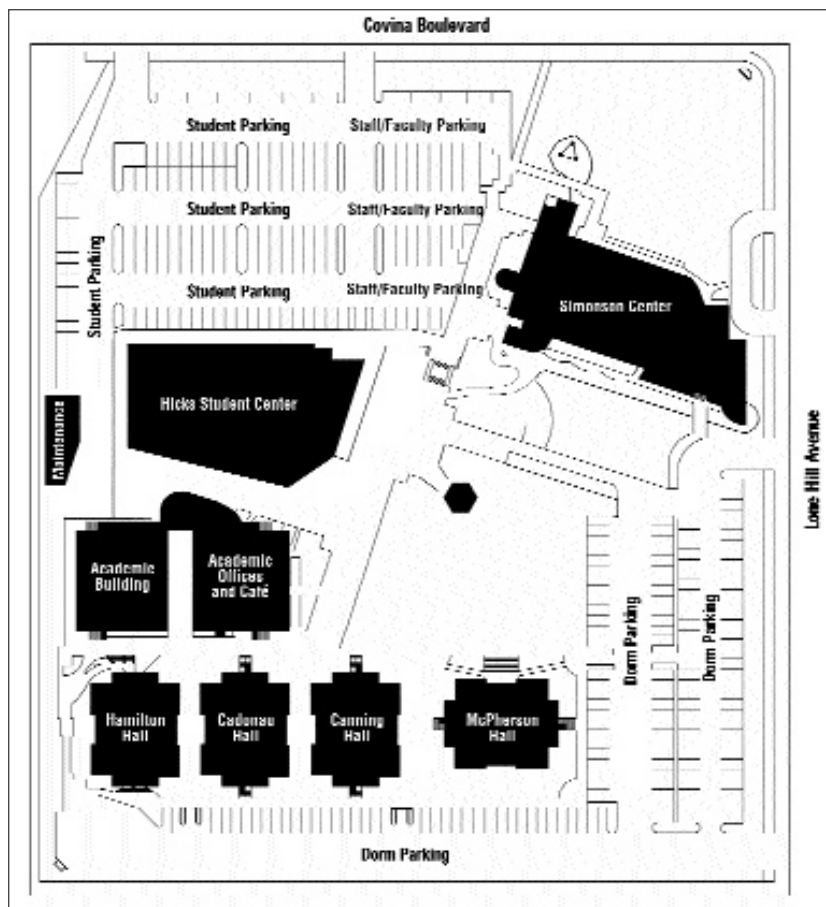 Covina Boulevard
Student Parking
Staff/Faculty Parking
Student Parking
Staff/Faculty Parking
Student Parking
Student Parking
Staff/Faculty Parking
Simonson Center
Hicks Student Center
Maintenance
Lone Hill Avenue
Academic
Building
Academic
Offices
and Café
Dorm Parking
Dorm Parking
Hamilton
Hall
Cadonau
Hall
Canning
Hall
McPherson
Hall
Dorm Parking